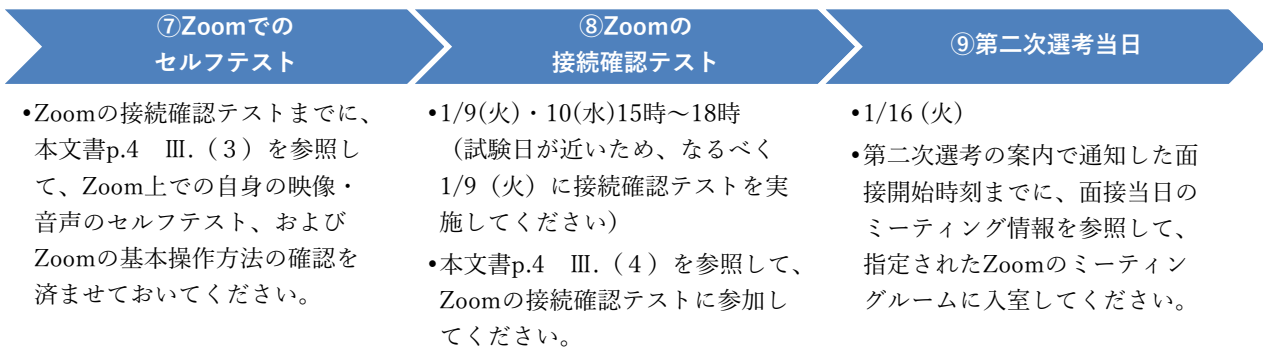 ⑦Zoomでの
セルフテスト
•Zoomの接続確認テストまでに、
本文書p.4　Ⅲ.（３）を参照し
て、Zoom上での自身の映像・
音声のセルフテスト、および
Zoomの基本操作方法の確認を
済ませておいてください。
⑧Zoomの
接続確認テスト
•1/9(火)・10(水)15時～18時
（試験日が近いため、なるべく
1/9（火）に接続確認テストを実
施してください）
•本文書p.4　Ⅲ.（４）を参照して、
Zoomの接続確認テストに参加し
てください。
⑨第二次選考当日
•1/16 (火)
•第二次選考の案内で通知した面
接開始時刻までに、面接当日の
ミーティング情報を参照して、
指定されたZoomのミーティン
グルームに入室してください。